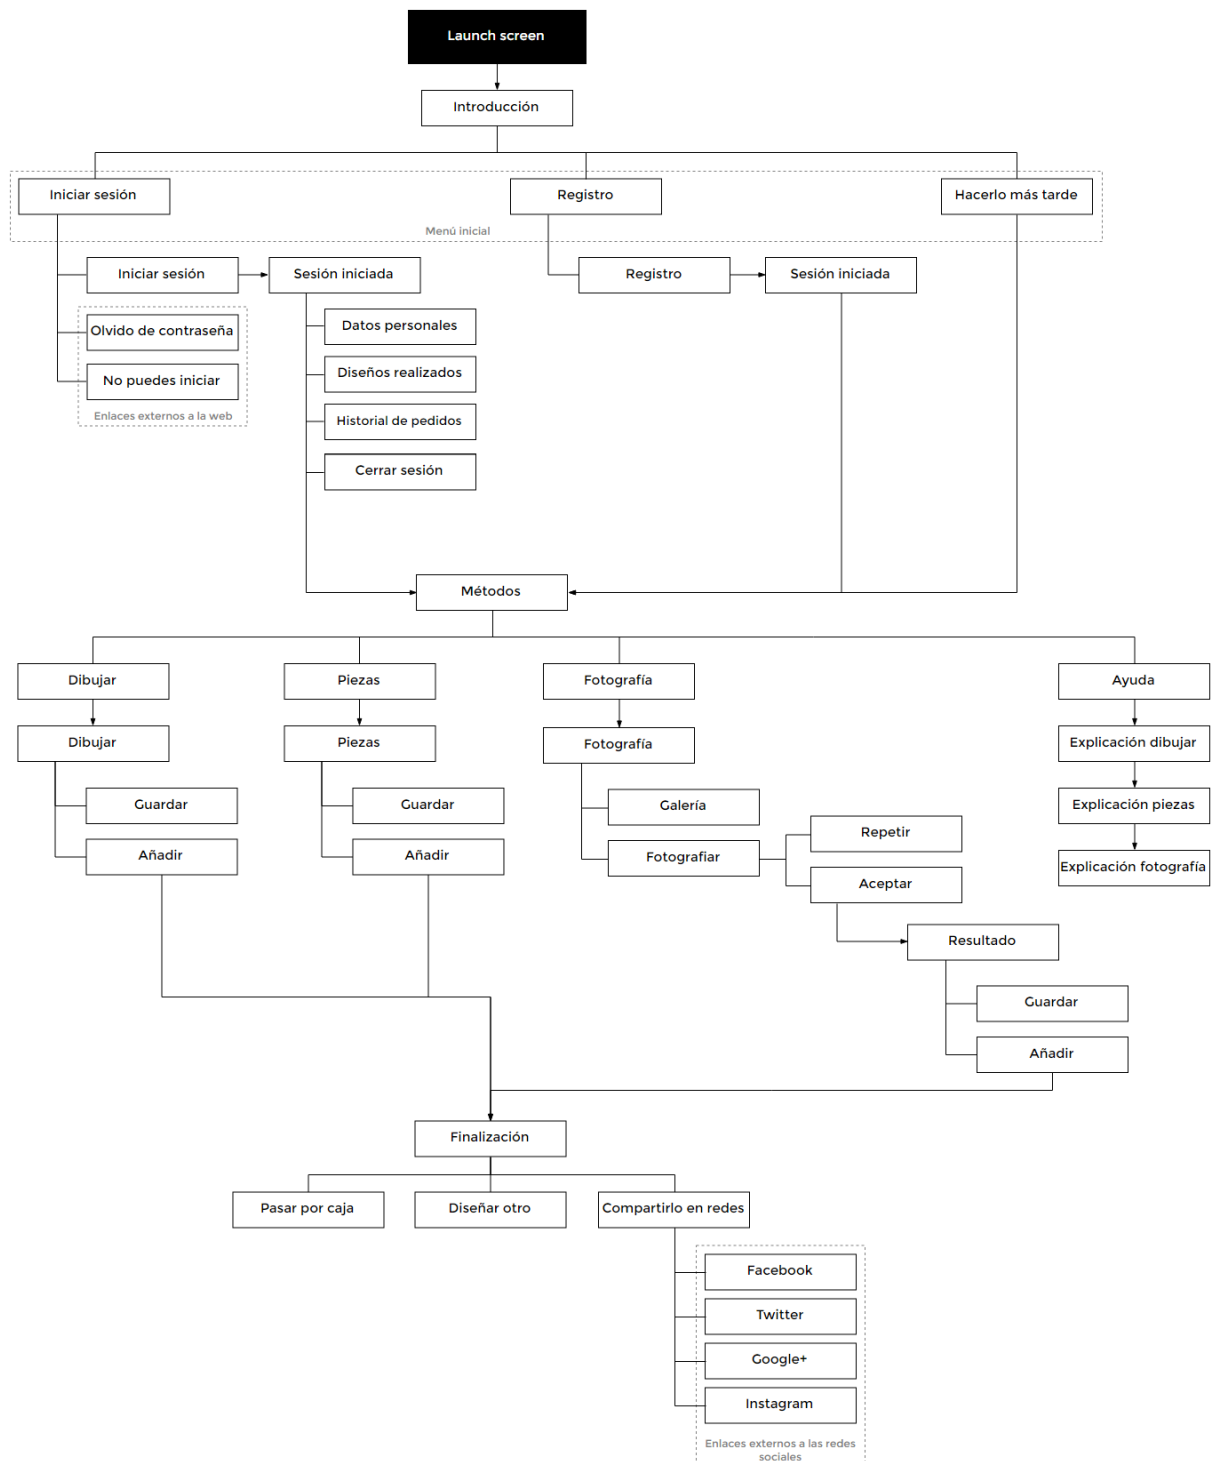 Launch screen
Introducción
Iniciar sesión
Registro
Hacerlo más tarde
Menú inicial
Iniciar sesión
Sesión iniciada
Registro
Sesión iniciada
Olvido de contraseña
No puedes iniciar
Enlaces externos a la web
Datos personales
Diseños realizados
Historial de pedidos
Cerrar sesión
Métodos
Dibujar
Piezas
Fotografía
Ayuda
Dibujar
Piezas
Fotografía
Explicación dibujar
Guardar
Guardar
Galería
Explicación piezas
Añadir
Añadir
Fotografiar
Repetir
Explicación fotografía
Aceptar
Resultado
Guardar
Añadir
Finalización
Pasar por caja
Diseñar otro
Compartirlo en redes
Facebook
Twitter
Google+
Instagram
Enlaces externos a las redes
sociales